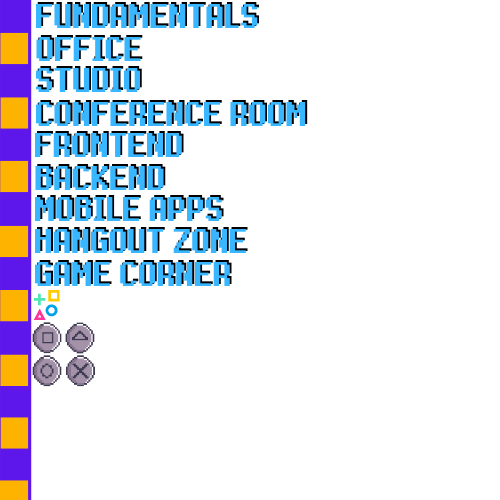 FUNDAMENTALS
OFFICE
STUDIO
CONFERENCE ROOM
FRONTEND
BACKEND
MOBILE APPS
HANGOUT ZONE
GAME CORNER